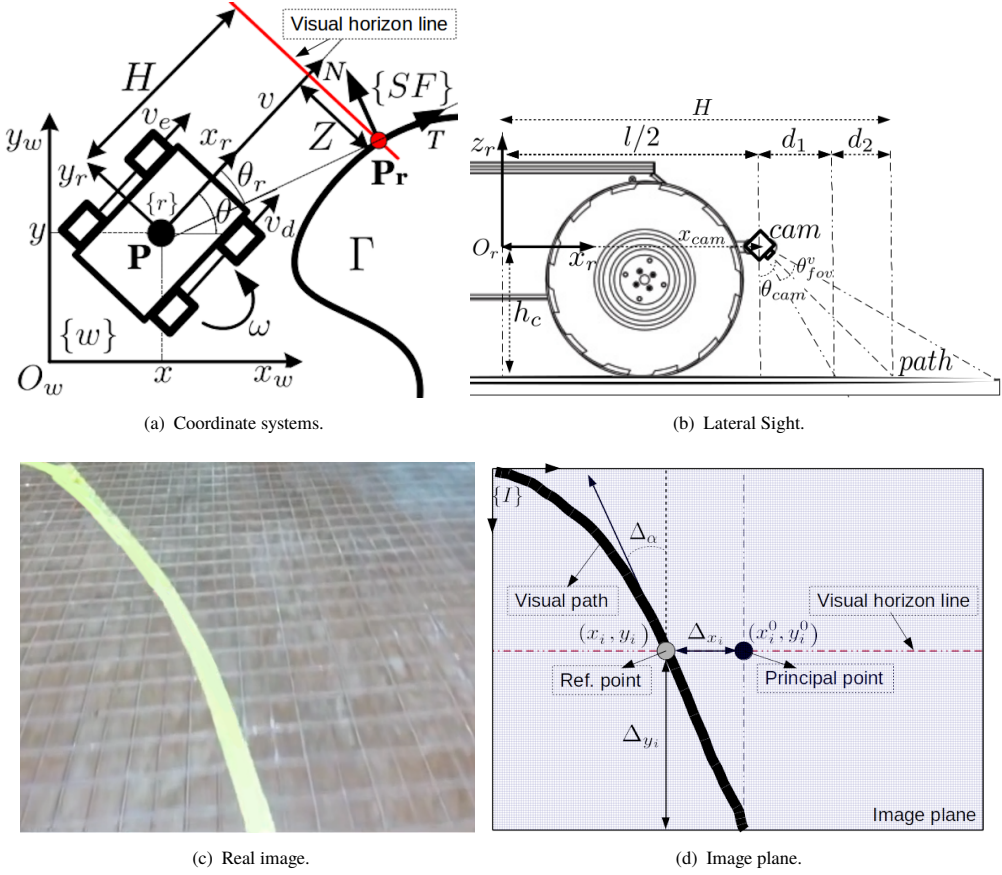 Visual horizon line
H
N
{SF}
v
v_e
Z
T
y_w
x_r
Pr
y_r
θ_r
{r}
θ
v_d
y
P
Γ
ω
{w}
O_w
x
x_w
(a) Coordinate systems.
H
z_r
l/2
d_1
d_2
cam
x_cam
O_r
x_r
θ^v_fov
θ_cam
h_c
path
(b) Lateral Sight.
(c) Real image.
{I}
Δ_α
Visual path
Visual horizon line
(x_i, y_i)
Δ_{x_i}
(x_i^0, y_i^0)
Ref. point
Principal point
Δ_{y_i}
Image plane
(d) Image plane.